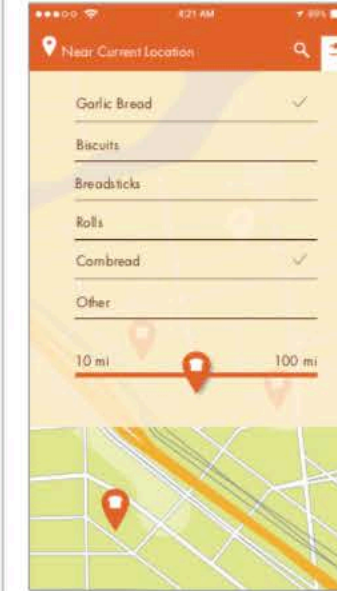 4:21 AM
Near Current Location
Garlic Bread
Biscuits
Breadsticks
Rolls
Cornbread
Other
10 mi 100 mi